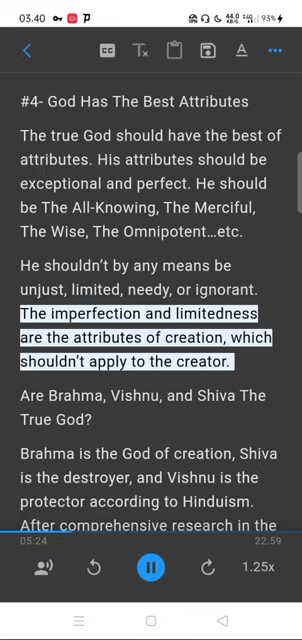 03.40
44.0 KB/S
4G
93%
CC
A
#4- God Has The Best Attributes
The true God should have the best of
attributes. His attributes should be
exceptional and perfect. He should
be The All-Knowing, The Merciful,
The Wise, The Omnipotent…etc.
He shouldn’t by any means be
unjust, limited, needy, or ignorant.
The imperfection and limitedness
are the attributes of creation, which
shouldn’t apply to the creator.
Are Brahma, Vishnu, and Shiva The
True God?
Brahma is the God of creation, Shiva
is the destroyer, and Vishnu is the
protector according to Hinduism.
After comprehensive research in the
05:24
22:59
1.25x